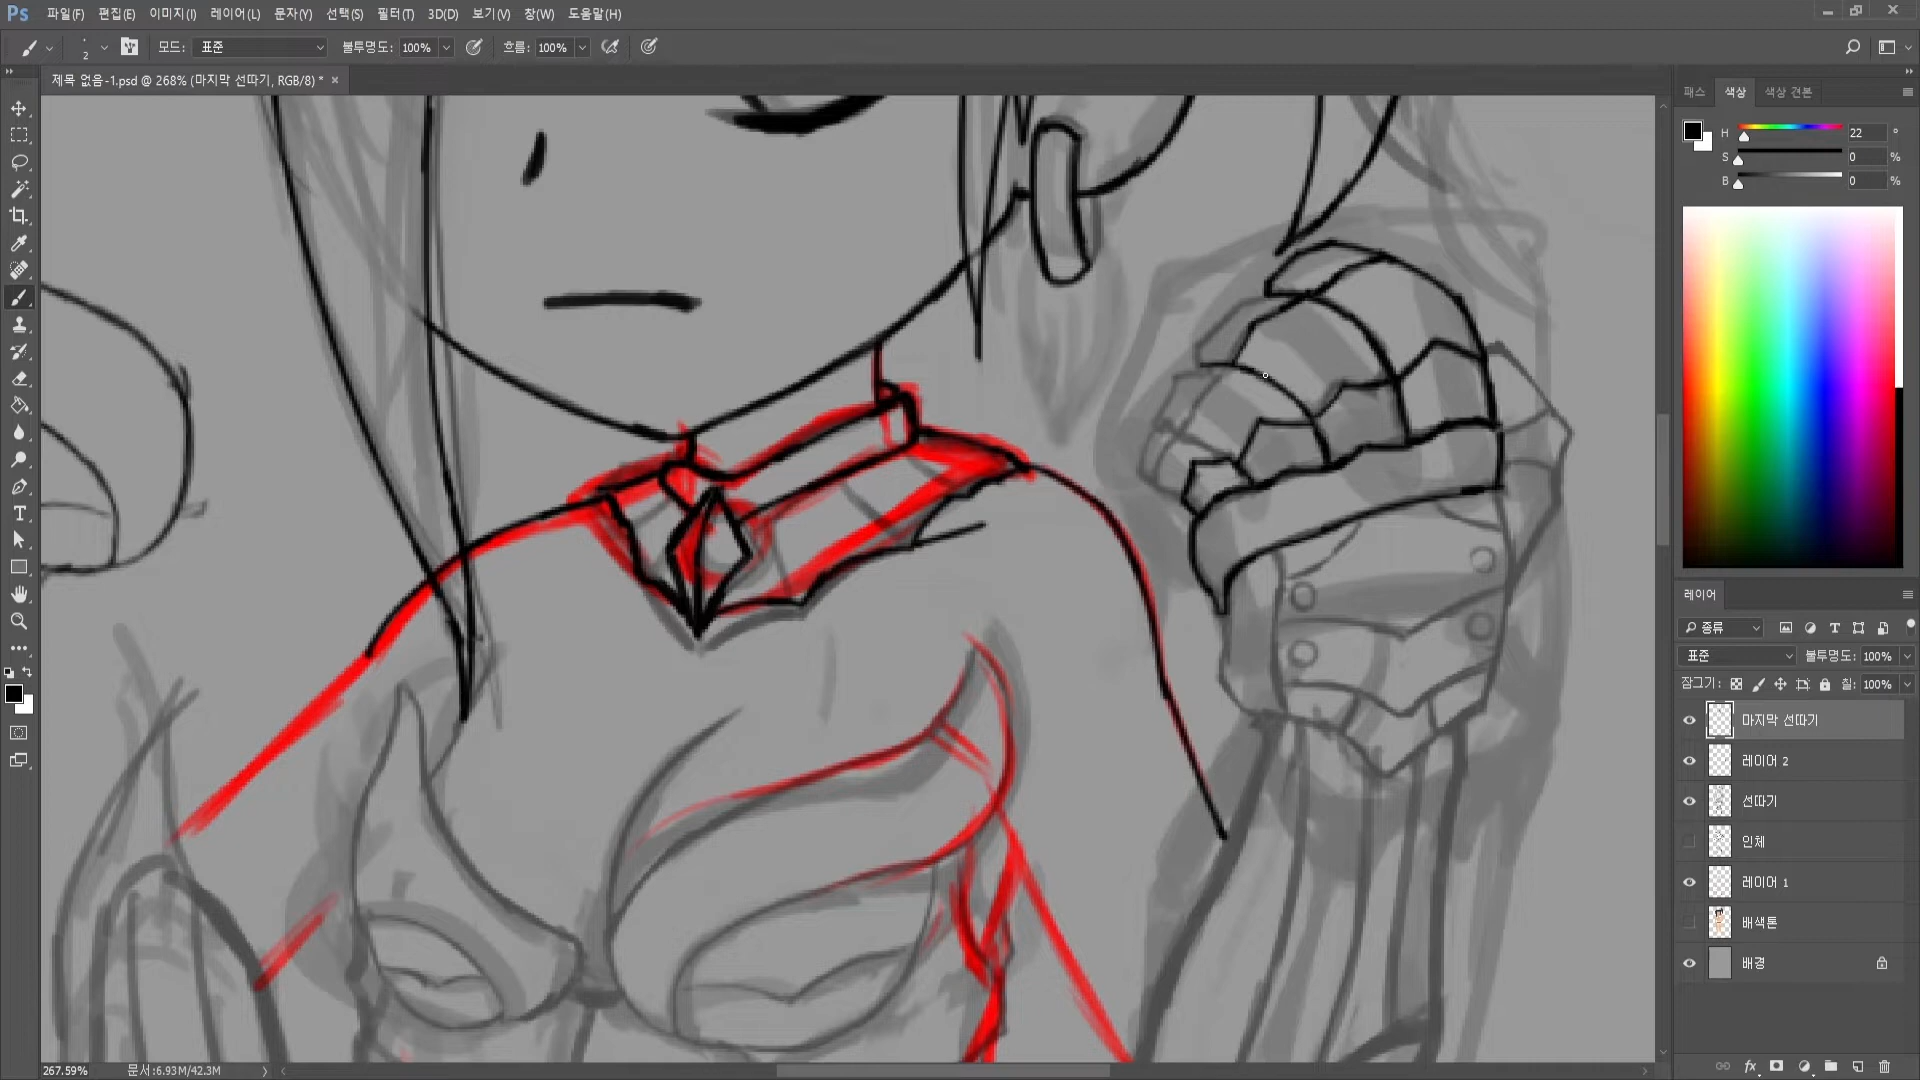 Ps 파일(F) 편집(E) 이미지(I) 레이어(L) 문자(Y) 선택(S) 필터(T) 3D(D) 보기(V) 창(W) 도움말(H)
2 모드: 표준 불투명도: 100% 흐름: 100%
제목 없음-1.psd @ 268% (마지막 선따기, RGB/8) * ×
패스 색상 색상 견본
H 22 °
S 0 %
B 0 %
레이어
종류
표준 불투명도: 100%
잠그기: 칠: 100%
마지막 선따기
레이어 2
선따기
인체
레이어 1
배색톤
배경
fx
267.59% 문서:6.93M/42.3M